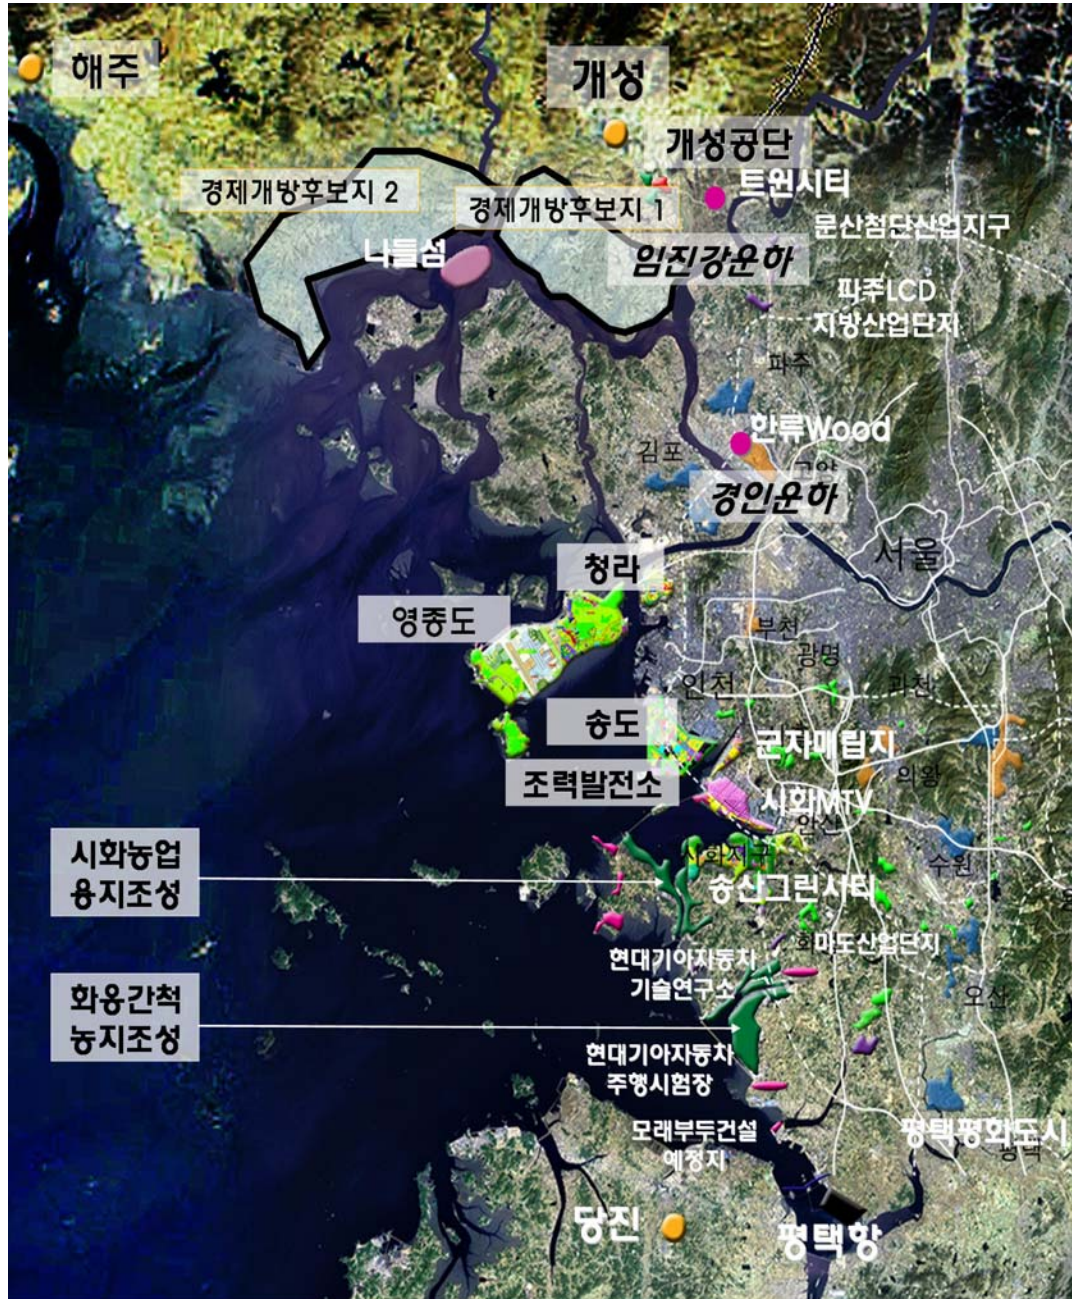 해주
개성
개성공단
트윈시티
경제개방후보지 2
경제개방후보지 1
문산첨단산업지구
나들섬
임진강운하
파주LCD
지방산업단지
파주
한류Wood
김포
고양
경인운하
서울
청라
영종도
부천
광명
인천
과천
송도
군자매립지
조력발전소
의왕
시화MTV
안산
시화농업
용지조성
시화지구
수원
송산그린시티
마도산업단지
현대기아자동차
기술연구소
화옹간척
농지조성
오산
현대기아자동차
주행시험장
모래부두건설
예정지
평택평화도시
평택
당진
평택항